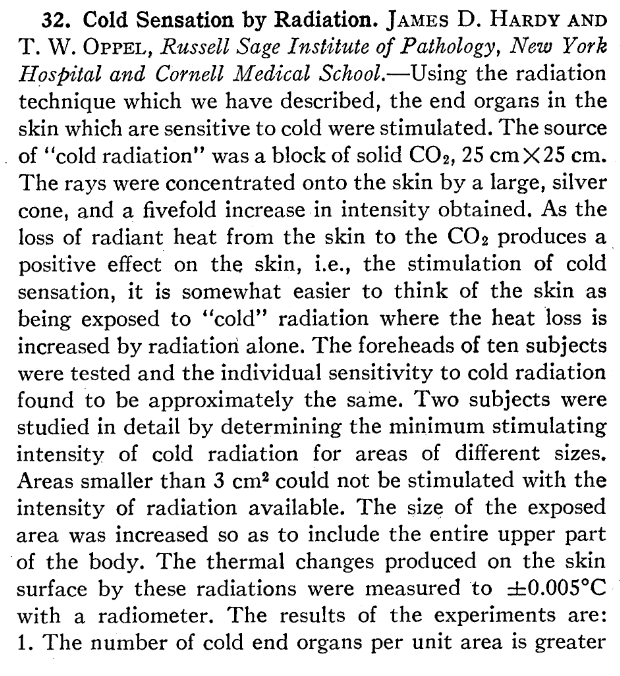 32. Cold Sensation by Radiation. JAMES D. HARDY AND
T. W. OPPEL, Russell Sage Institute of Pathology, New York
Hospital and Cornell Medical School.—Using the radiation
technique which we have described, the end organs in the
skin which are sensitive to cold were stimulated. The source
of “cold radiation” was a block of solid CO₂, 25 cm×25 cm.
The rays were concentrated onto the skin by a large, silver
cone, and a fivefold increase in intensity obtained. As the
loss of radiant heat from the skin to the CO₂ produces a
positive effect on the skin, i.e., the stimulation of cold
sensation, it is somewhat easier to think of the skin as
being exposed to “cold” radiation where the heat loss is
increased by radiation alone. The foreheads of ten subjects
were tested and the individual sensitivity to cold radiation
found to be approximately the same. Two subjects were
studied in detail by determining the minimum stimulating
intensity of cold radiation for areas of different sizes.
Areas smaller than 3 cm² could not be stimulated with the
intensity of radiation available. The size of the exposed
area was increased so as to include the entire upper part
of the body. The thermal changes produced on the skin
surface by these radiations were measured to ±0.005°C
with a radiometer. The results of the experiments are:
1. The number of cold end organs per unit area is greater